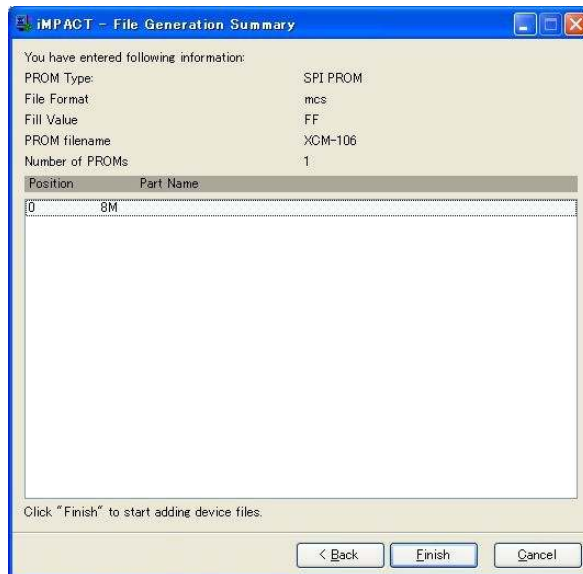 iMPACT - File Generation Summary
You have entered following information:
PROM Type: SPI PROM
File Format mcs
Fill Value FF
PROM filename XCM-106
Number of PROMs 1
Position Part Name
0 8M
Click "Finish" to start adding device files.
< Back Finish Cancel